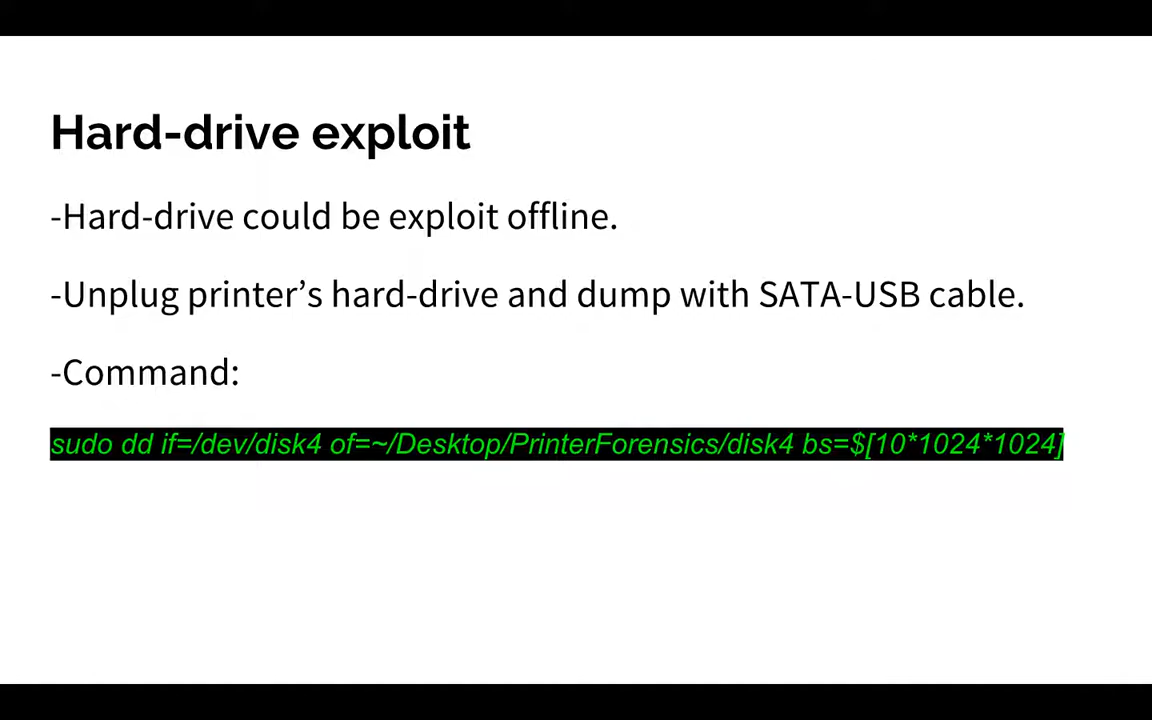 Hard-drive exploit
-Hard-drive could be exploit offline.
-Unplug printer’s hard-drive and dump with SATA-USB cable.
-Command:
sudo dd if=/dev/disk4 of=~/Desktop/PrinterForensics/disk4 bs=$[10*1024*1024]